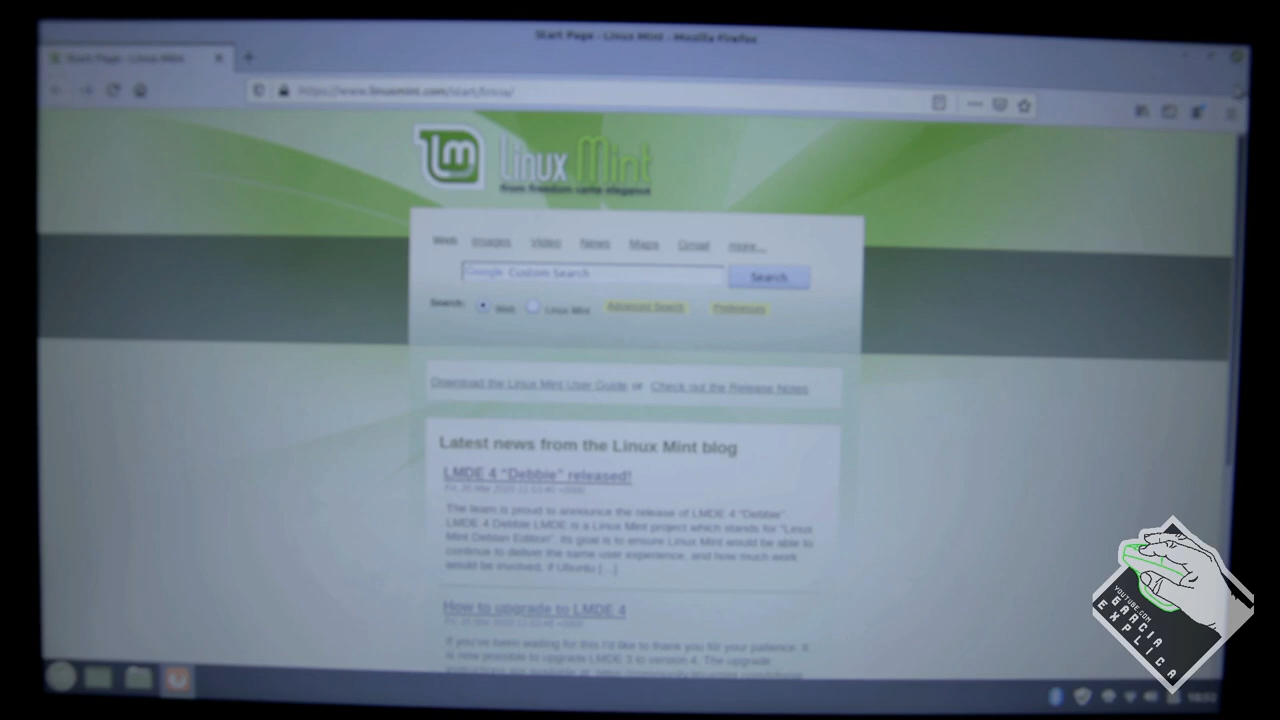 Start Page - Linux Mint - Mozilla Firefox
Start Page - Linux Mint
https://www.linuxmint.com/start/tricia/
lm Linux Mint
from freedom came elegance
Web Images Video News Maps Gmail more...
Google Custom Search Search
Search: Web Linux Mint Advanced Search Preferences
Download the Linux Mint User Guide or Check out the Release Notes
Latest news from the Linux Mint blog
LMDE 4 “Debbie” released!
The team is proud to announce the release of LMDE 4 “Debbie”.
LMDE 4 Debbie LMDE is a Linux Mint project which stands for “Linux
Mint Debian Edition”. Its goal is to ensure Linux Mint would be able to
continue to deliver the same user experience, and how much work
would be involved, if Ubuntu [...]
How to upgrade to LMDE 4
If you've been waiting for this I'd like to thank you for your patience. It
is now possible to upgrade LMDE 3 to version 4. The upgrade
YOUTUBE.COM
GARCIA
EXPLICA